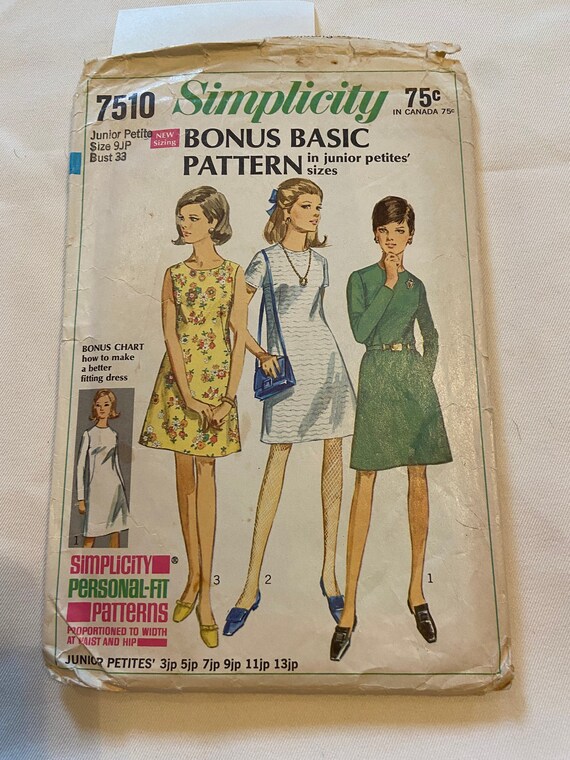 7510 Simplicity 75¢
IN CANADA 75¢
Junior Petite
Size 9JP
Bust 33
NEW
Sizing
BONUS BASIC
PATTERN in junior petites'
sizes
BONUS CHART
how to make
a better
fitting dress
1
3
2
1
SIMPLICITY®
PERSONAL-FIT
PATTERNS
PROPORTIONED TO WIDTH
AT WAIST AND HIP
JUNIOR PETITES' 3jp 5jp 7jp 9jp 11jp 13jp